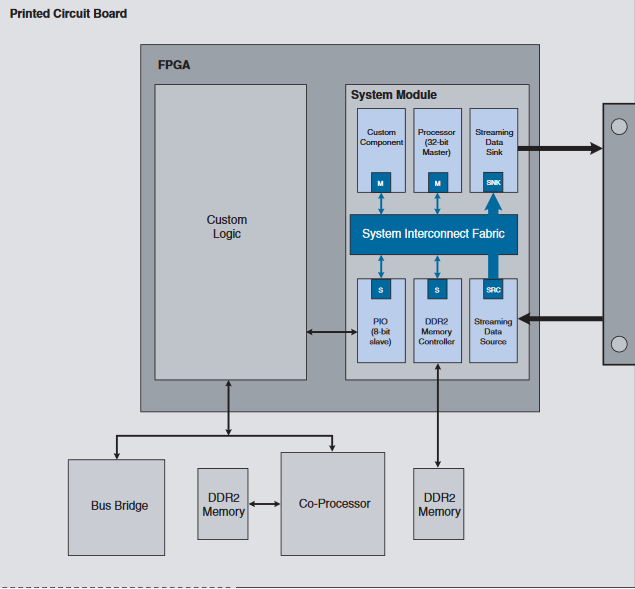 Printed Circuit Board
FPGA
System Module
Custom
Component
M
Processor
(32-bit
Master)
M
Streaming
Data
Sink
SNK
Custom
Logic
System Interconnect Fabric
S
PIO
(8-bit
slave)
S
DDR2
Memory
Controller
SRC
Streaming
Data
Source
Bus Bridge
DDR2
Memory
Co-Processor
DDR2
Memory